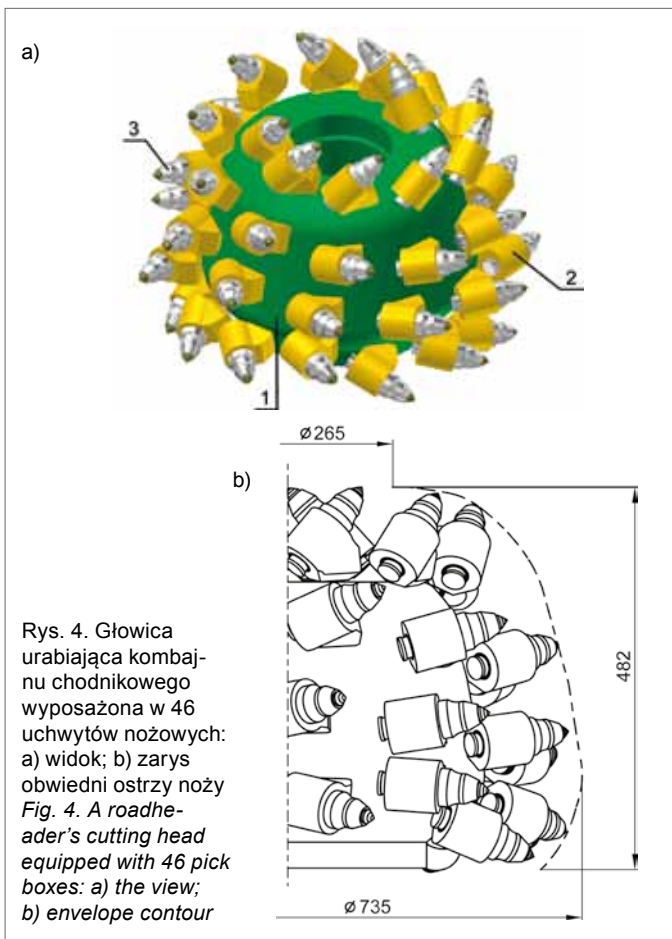 a)
3
2
1
ø265
b)
482
Rys. 4. Głowica
urabiająca kombaj-
nu chodnikowego
wyposażona w 46
uchwytów nożowych:
a) widok; b) zarys
obwiedni ostrzy noży
Fig. 4. A roadhe-
ader’s cutting head
equipped with 46 pick
boxes: a) the view;
b) envelope contour
ø735